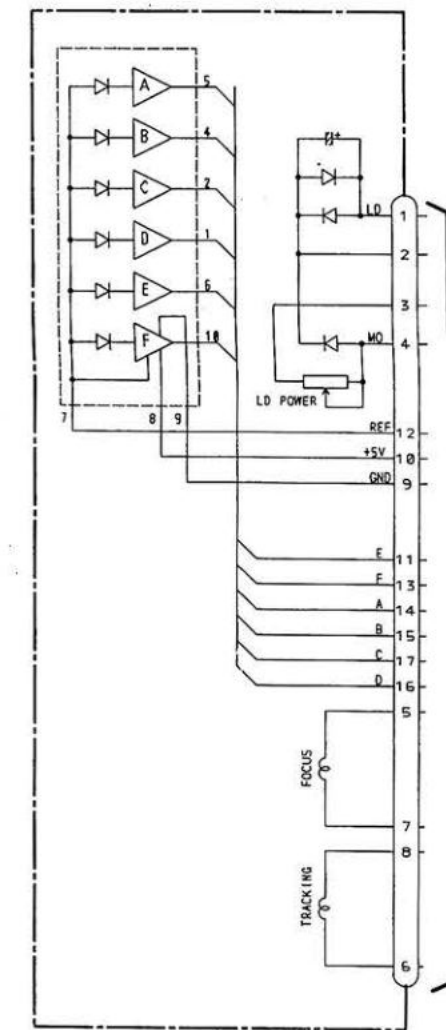 A 5
B 4
C 2
D 1
E 6
F 10
7 8 9
LD 1
2
3
MO 4
LD POWER
REF 12
+5V 10
GND 9
E 11
F 13
A 14
B 15
C 17
D 16
5
FOCUS
7
8
TRACKING
6